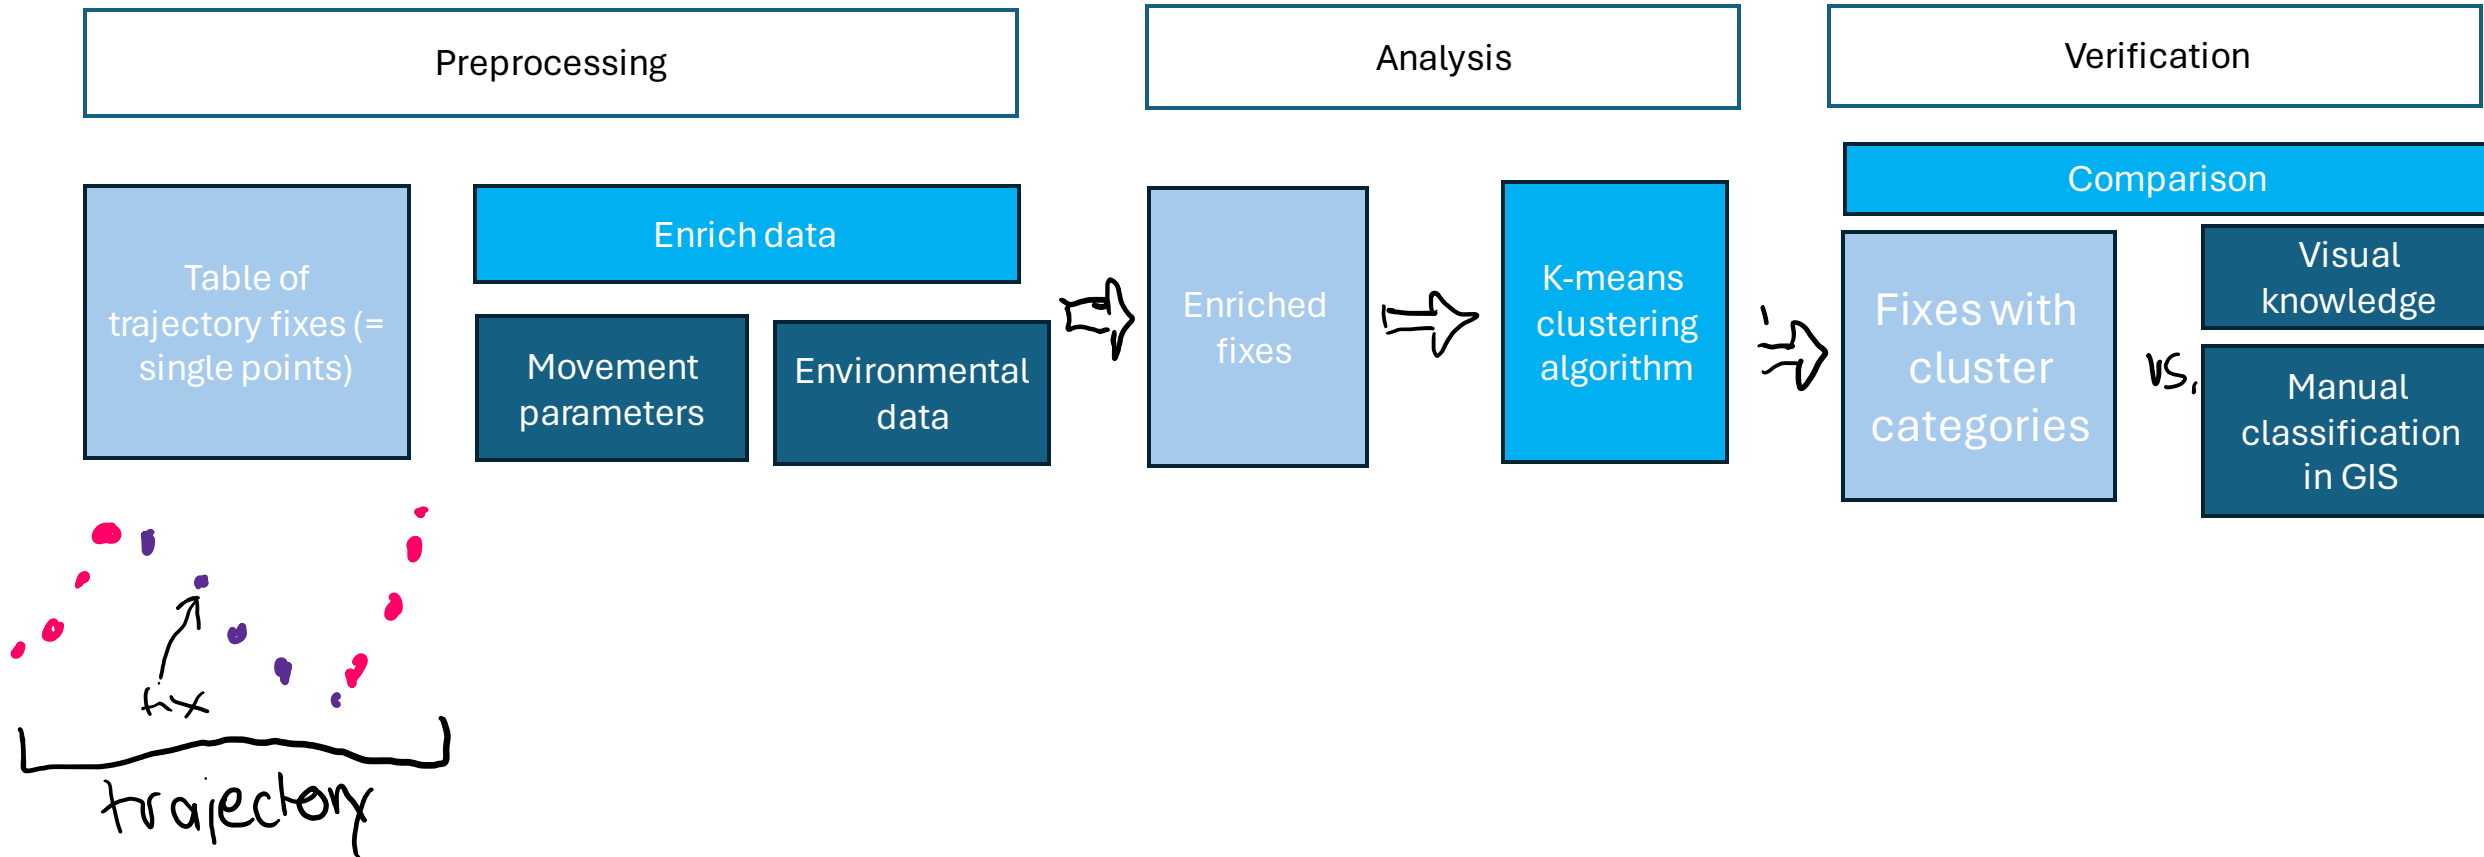 Preprocessing
Analysis
Verification
Table of
trajectory fixes (=
single points)
Enrich data
Movement
parameters
Environmental
data
Enriched
fixes
K-means
clustering
algorithm
Comparison
Fixes with
cluster
categories
vs.
Visual
knowledge
Manual
classification
in GIS
fix
trajectory